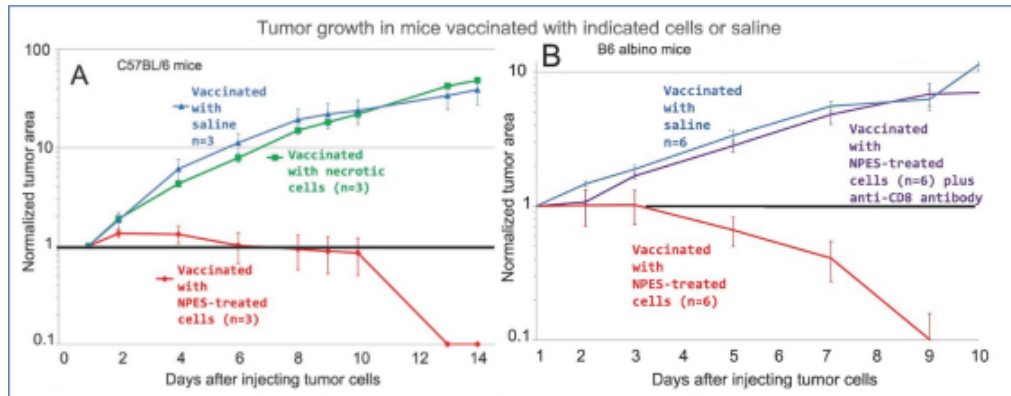 Tumor growth in mice vaccinated with indicated cells or saline
A
C57BL/6 mice
Normalized tumor area
100
10
1
0.1
Vaccinated
with
saline
n=3
Vaccinated
with necrotic
cells (n=3)
Vaccinated
with
NPES-treated
cells (n=3)
0 2 4 6 8 10 12 14
Days after injecting tumor cells
B
B6 albino mice
Normalized tumor area
10
1
0.1
Vaccinated
with
saline
n=6
Vaccinated
with
NPES-treated
cells (n=6) plus
anti-CD8 antibody
Vaccinated
with
NPES-treated
cells (n=6)
1 2 3 4 5 6 7 8 9 10
Days after injecting tumor cells